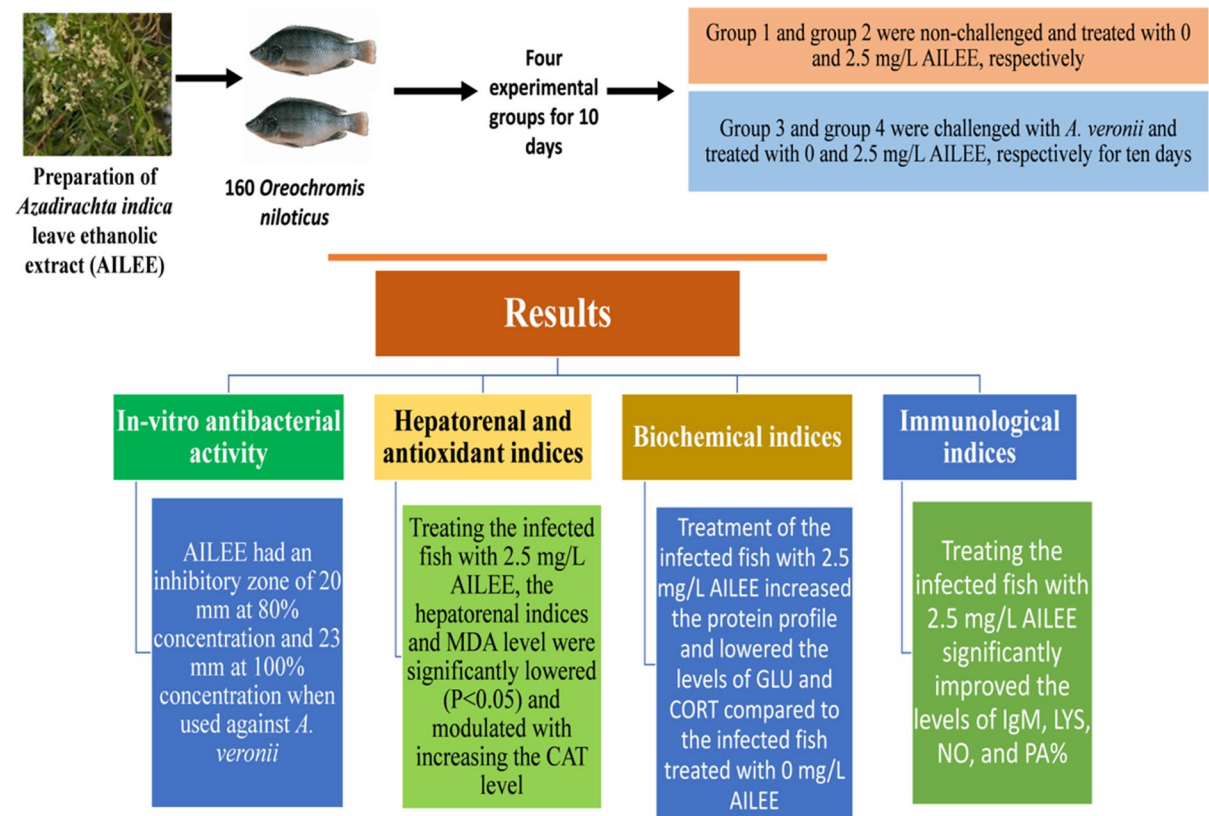 Preparation of
Azadirachta indica
leave ethanolic
extract (AILEE)
160 Oreochromis
niloticus
Four
experimental
groups for 10
days
Group 1 and group 2 were non-challenged and treated with 0
and 2.5 mg/L AILEE, respectively
Group 3 and group 4 were challenged with A. veronii and
treated with 0 and 2.5 mg/L AILEE, respectively for ten days
Results
In-vitro antibacterial
activity
AILEE had an
inhibitory zone of 20
mm at 80%
concentration and 23
mm at 100%
concentration when
used against A.
veronii
Hepatorenal and
antioxidant indices
Treating the infected
fish with 2.5 mg/L
AILEE, the
hepatorenal indices
and MDA level were
significantly lowered
(P<0.05) and
modulated with
increasing the CAT
level
Biochemical indices
Treatment of the
infected fish with 2.5
mg/L AILEE increased
the protein profile
and lowered the
levels of GLU and
CORT compared to
the infected fish
treated with 0 mg/L
AILEE
Immunological
indices
Treating the
infected fish with
2.5 mg/L AILEE
significantly
improved the
levels of IgM, LYS,
NO, and PA%